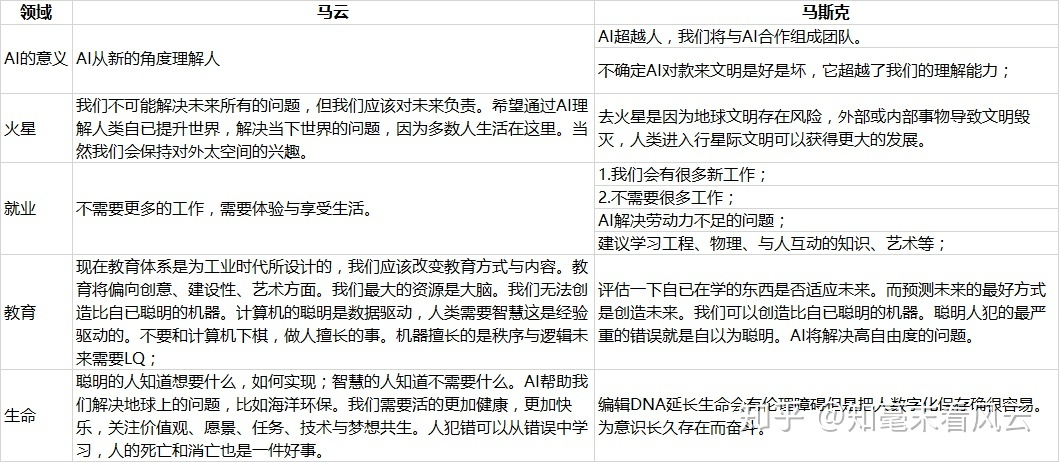 领域 马云 马斯克
AI的意义 AI从新的角度理解人
AI超越人，我们将与AI合作组成团队。
不确定AI对款来文明是好是坏，它超越了我们的理解能力；
火星
我们不可能解决未来所有的问题，但我们应该对未来负责。希望通过AI理
解人类自已提升世界，解决当下世界的问题，因为多数人生活在这里。当
然我们会保持对外太空间的兴趣。
去火星是因为地球文明存在风险，外部或内部事物导致文明毁
灭，人类进入行星际文明可以获得更大的发展。
就业
不需要更多的工作，需要体验与享受生活。
1.我们会有很多新工作；
2.不需要很多工作；
AI解决劳动力不足的问题；
建议学习工程、物理、与人互动的知识、艺术等；
教育
现在教育体系是为工业时代所设计的，我们应该改变教育方式与内容。教
育将偏向创意、建设性、艺术方面。我们最大的资源是大脑。我们无法创
造比自已聪明的机器。计算机的聪明是数据驱动，人类需要智慧这是经验
驱动的。不要和计算机下棋，做人擅长的事。机器擅长的是秩序与逻辑未
来需要LQ；
评估一下自已在学的东西是否适应未来。而预测未来的最好方式
是创造未来。我们可以创造比自已聪明的机器。聪明人犯的最严
重的错误就是自以为聪明。AI将解决高自由度的问题。
生命
聪明的人知道想要什么，如何实现；智慧的人知道不需要什么。AI帮助我
们解决地球上的问题，比如海洋环保。我们需要活的更加健康，更加快
乐，关注价值观、愿景、任务、技术与梦想共生。人犯错可以从错误中学
习，人的死亡和消亡也是一件好事。
编辑DNA延长生命会有伦理障碍但易把人数字化保存确很容易。
为意识长久存在而奋斗。
知乎 @知毫末看风云